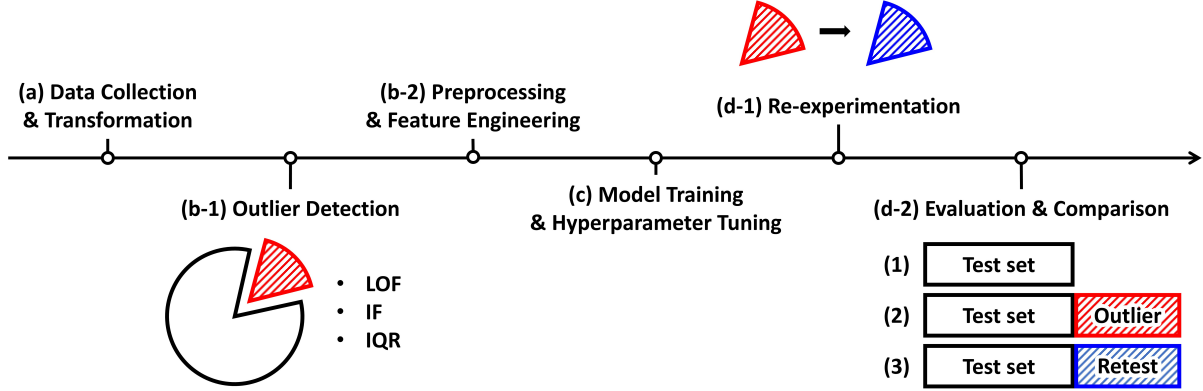 (a) Data Collection
& Transformation
(b-1) Outlier Detection
• LOF
• IF
• IQR
(b-2) Preprocessing
& Feature Engineering
(c) Model Training
& Hyperparameter Tuning
(d-1) Re-experimentation
(d-2) Evaluation & Comparison
(1) Test set
(2) Test set Outlier
(3) Test set Retest